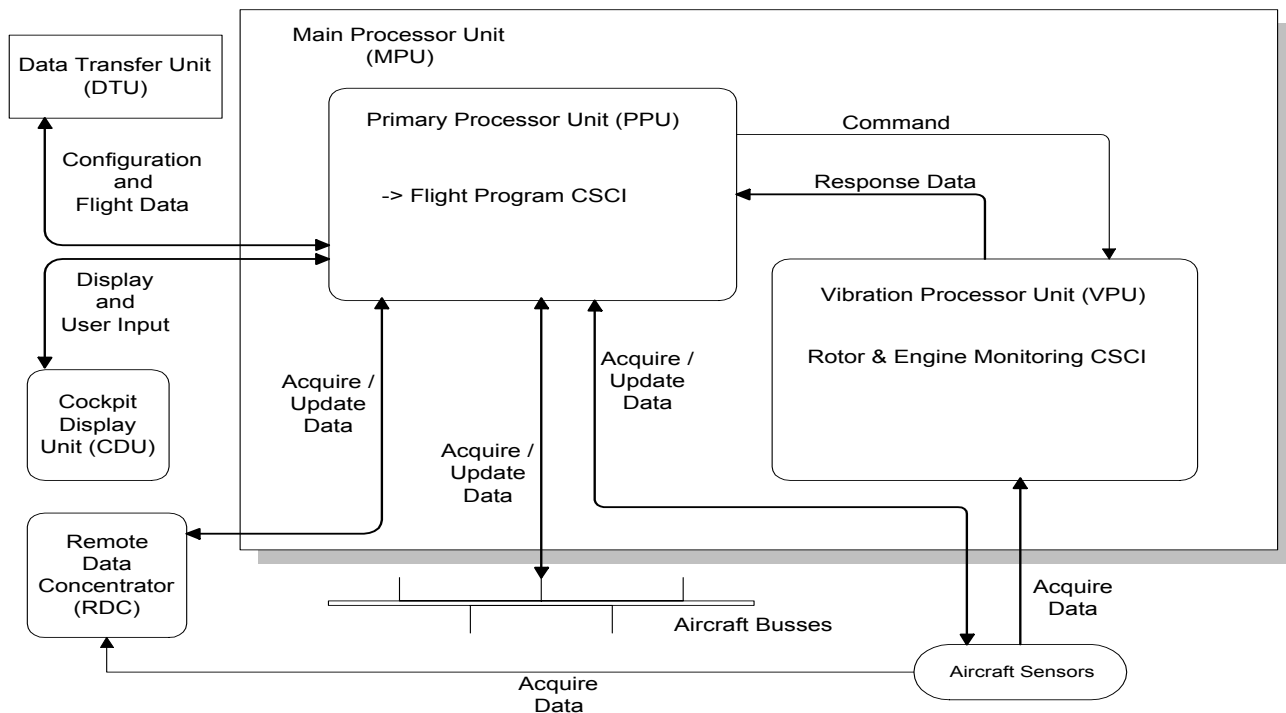 Main Processor Unit
(MPU)
Data Transfer Unit
(DTU)
Primary Processor Unit (PPU)
-> Flight Program CSCI
Command
Response Data
Configuration
and
Flight Data
Display
and
User Input
Vibration Processor Unit (VPU)
Rotor & Engine Monitoring CSCI
Cockpit
Display
Unit (CDU)
Acquire /
Update
Data
Acquire /
Update
Data
Acquire /
Update
Data
Remote
Data
Concentrator
(RDC)
Aircraft Busses
Acquire
Data
Aircraft Sensors
Acquire
Data